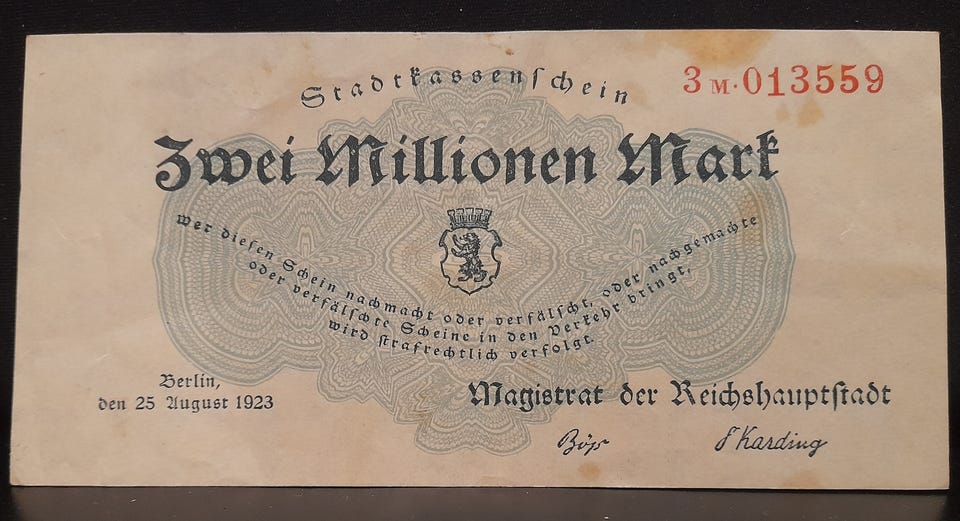 Stadtkassenschein
3 M·013559
Zwei Millionen Mark
wer diesen Schein nachmacht oder verfälscht, oder nachgemachte
oder verfälschte Scheine in den Verkehr bringt,
wird strafrechtlich verfolgt.
Berlin,
den 25 August 1923
Magistrat der Reichshauptstadt
Böß
F Karding